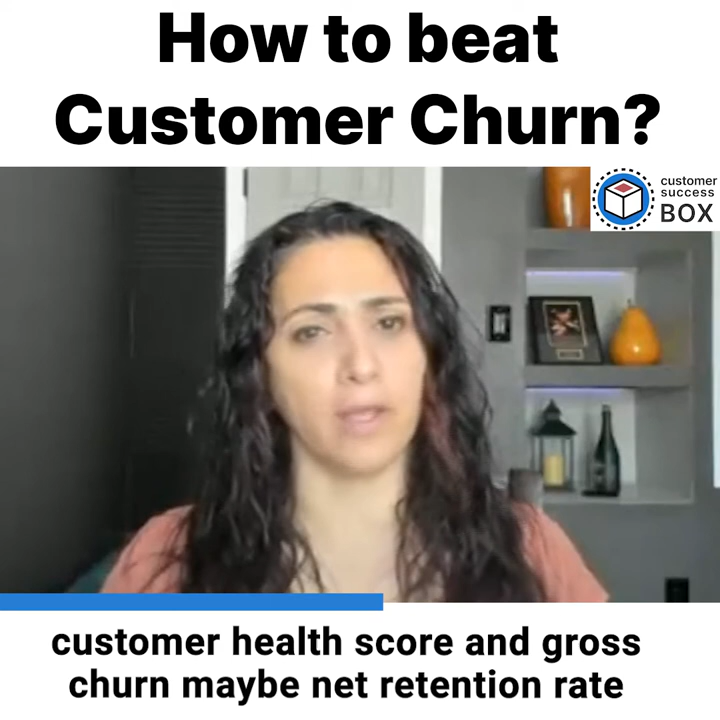 How to beat
Customer Churn?
customer
success
BOX
customer health score and gross
churn maybe net retention rate